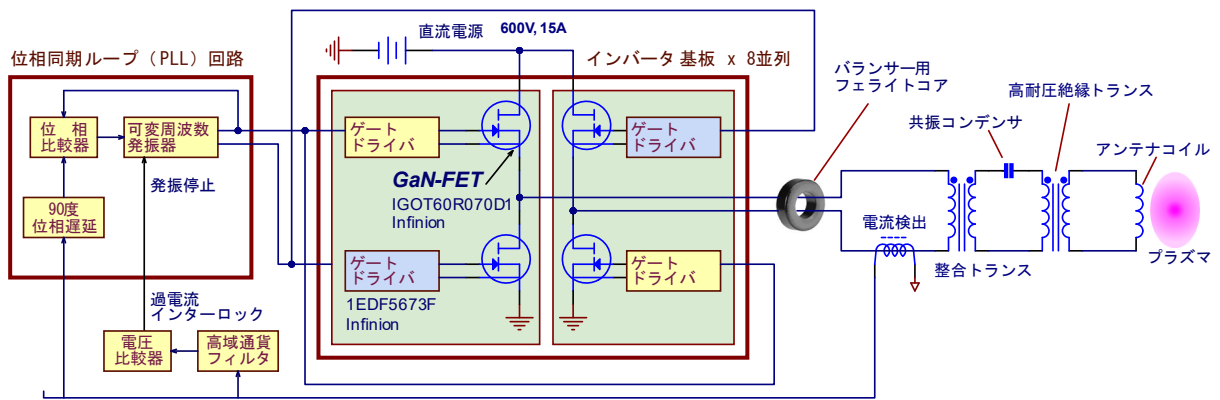 位相同期ループ（PLL）回路
位 相
比較器
可変周波数
発振器
90度
位相遅延
発振停止
過電流
インターロック
電圧
比較器
高域通貨
フィルタ
直流電源
600V, 15A
インバータ基板 x 8並列
ゲート
ドライバ
ゲート
ドライバ
GaN-FET
IGOT60R070D1
Infinion
ゲート
ドライバ
1EDF5673F
Infinion
ゲート
ドライバ
バランサー用
フェライトコア
電流検出
整合トランス
共振コンデンサ
高耐圧絶縁トランス
アンテナコイル
プラズマ